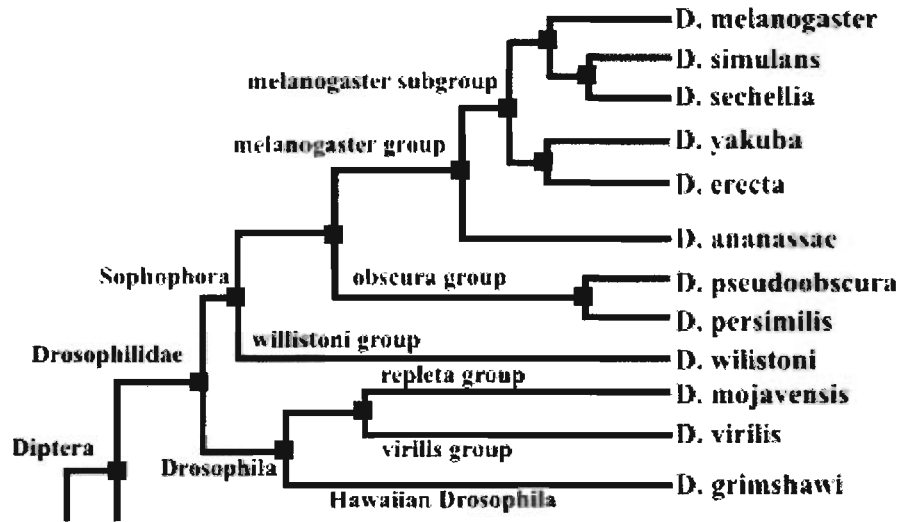 D. melanogaster
D. simulans
melanogaster subgroup
D. sechellia
melanogaster group
D. yakuba
D. erecta
D. ananassae
Sophophora
obscura group
D. pseudoobscura
D. persimilis
williston​i group
Drosophilidae
D. wilistoni
repleta group
D. mojavensis
Diptera
D. virilis
virilis group
Drosophila
D. grimshawi
Hawaiian Drosophila